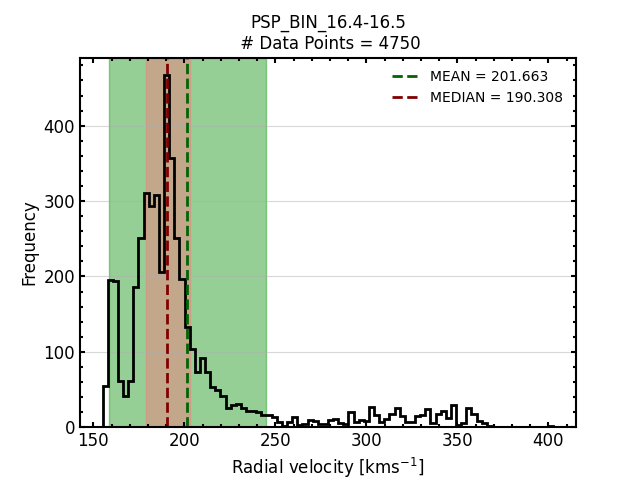 PSP_BIN_16.4-16.5
# Data Points = 4750
MEAN = 201.663
MEDIAN = 190.308
400
300
200
100
0
Frequency
150 200 250 300 350 400
Radial velocity [kms⁻¹]